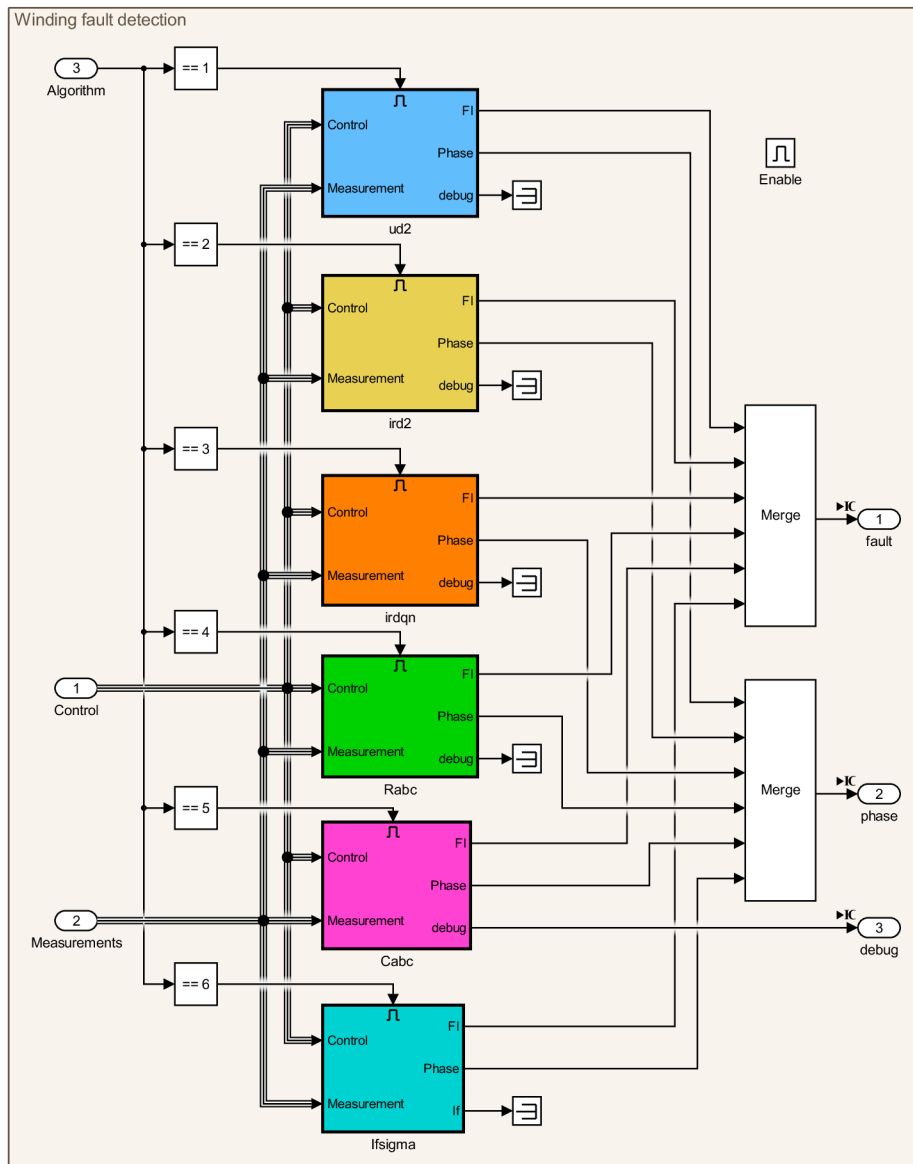 Winding fault detection
3
Algorithm
== 1
Control
Measurement
FI
Phase
debug
ud2
Enable
== 2
Control
Measurement
FI
Phase
debug
ird2
== 3
Control
Measurement
FI
Phase
debug
irdqn
== 4
1
Control
Control
Measurement
FI
Phase
debug
Rabc
== 5
2
Measurements
Control
Measurement
FI
Phase
debug
Cabc
== 6
Control
Measurement
FI
Phase
If
Ifsigma
Merge
IC
1
fault
Merge
IC
2
phase
IC
3
debug